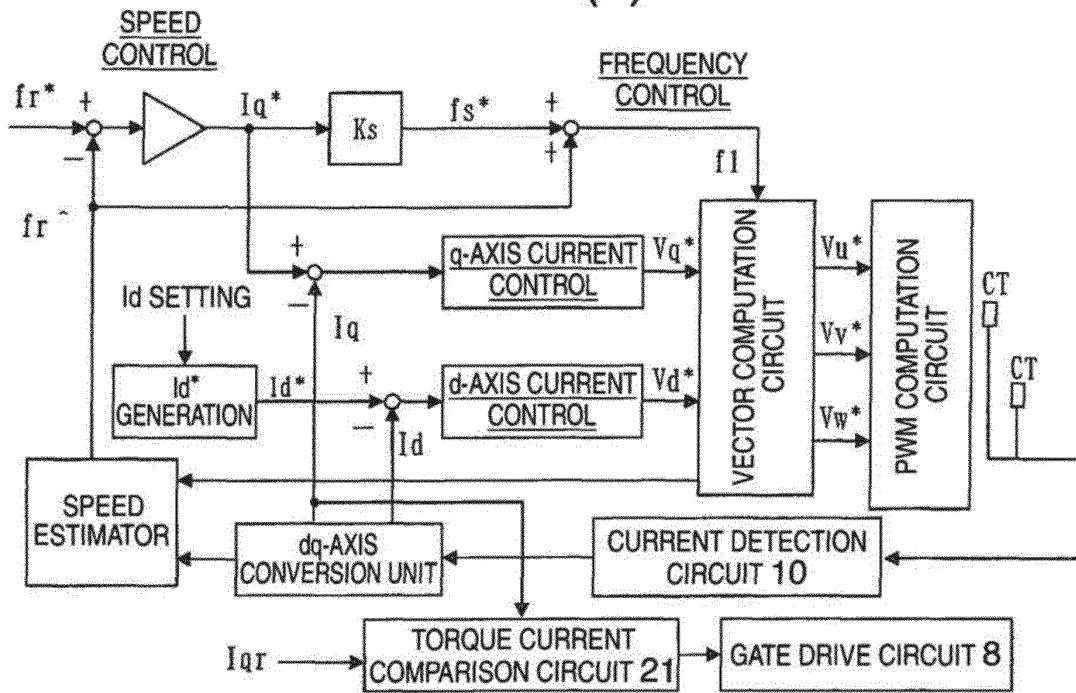 SPEED
CONTROL
FREQUENCY
CONTROL
fr*
+
−
Iq*
Ks
fs*
+
+
f1
fr^
+
−
Iq
q-AXIS CURRENT
CONTROL
Vq*
VECTOR COMPUTATION
CIRCUIT
Vu*
Vv*
Vw*
PWM COMPUTATION
CIRCUIT
CT
CT
Id SETTING
Id*
GENERATION
Id*
+
−
Id
d-AXIS CURRENT
CONTROL
Vd*
SPEED
ESTIMATOR
dq-AXIS
CONVERSION UNIT
CURRENT DETECTION
CIRCUIT 10
Iqr
TORQUE CURRENT
COMPARISON CIRCUIT 21
GATE DRIVE CIRCUIT 8